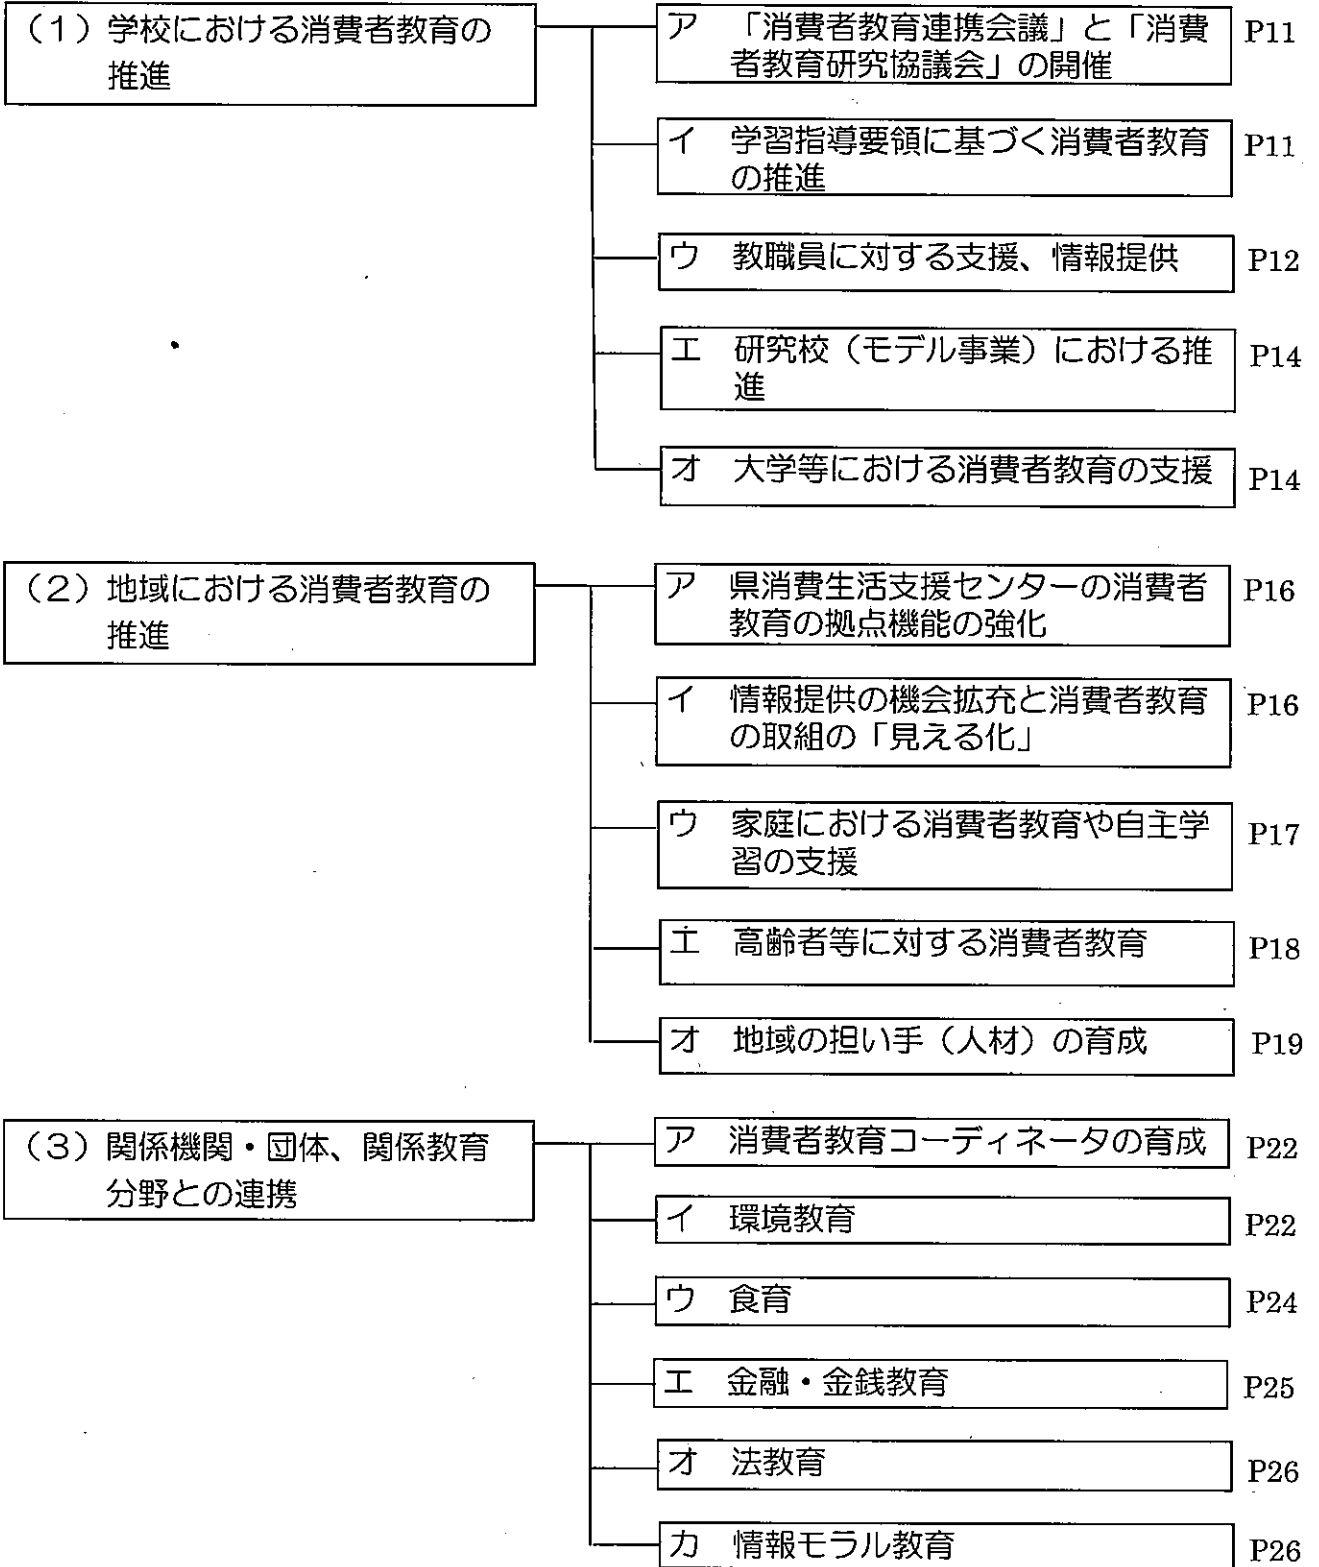 (1)学校における消費者教育の
推進
ア 「消費者教育連携会議」と「消費 P11
者教育研究協議会」の開催
イ 学習指導要領に基づく消費者教育 P11
の推進
ウ 教職員に対する支援、情報提供 P12
エ 研究校(モデル事業)における推 P14
進
オ 大学等における消費者教育の支援 P14
(2)地域における消費者教育の
推進
ア 県消費生活支援センターの消費者 P16
教育の拠点機能の強化
イ 情報提供の機会拡充と消費者教育 P16
の取組の「見える化」
ウ 家庭における消費者教育や自主学 P17
習の支援
エ 高齢者等に対する消費者教育 P18
オ 地域の担い手(人材)の育成 P19
(3)関係機関・団体、関係教育
分野との連携
ア 消費者教育コーディネータの育成 P22
イ 環境教育 P22
ウ 食育 P24
エ 金融・金銭教育 P25
オ 法教育 P26
カ 情報モラル教育 P26